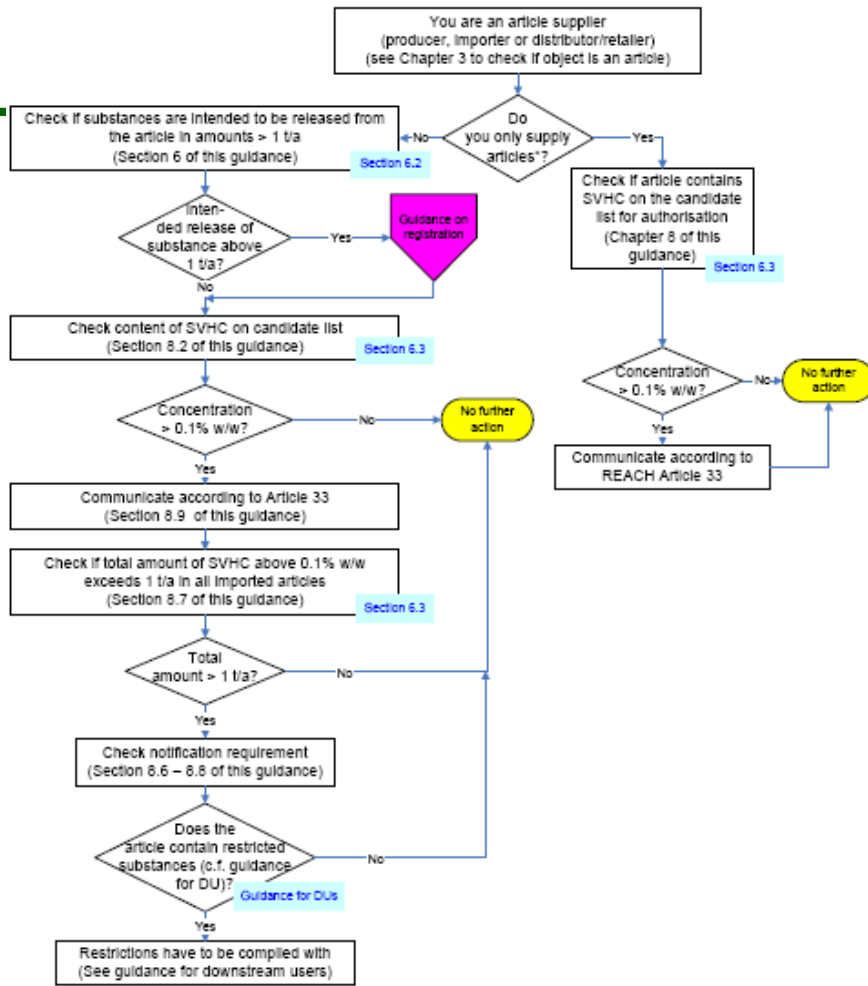 You are an article supplier
(producer, importer or distributor/retailer)
(see Chapter 3 to check if object is an article)
Do
you only supply
articles*?
No
Yes
Check if substances are intended to be released from
the article in amounts > 1 t/a
(Section 6 of this guidance)
Section 6.2
Inten-
ded release of
substance above
1 t/a?
Yes
No
Guidance on
registration
Check if article contains
SVHC on the candidate
list for authorisation
(Chapter 8 of this
guidance)
Section 6.3
Check content of SVHC on candidate list
(Section 8.2 of this guidance)
Section 6.3
Concentration
> 0.1% w/w?
No
Yes
No further
action
Concentration
> 0.1% w/w?
No
Yes
No further
action
Communicate according to
REACH Article 33
Communicate according to Article 33
(Section 8.9 of this guidance)
Check if total amount of SVHC above 0.1% w/w
exceeds 1 t/a in all imported articles
(Section 8.7 of this guidance)
Section 6.3
Total
amount > 1 t/a?
No
Yes
Check notification requirement
(Section 8.6 – 8.8 of this guidance)
Does the
article contain restricted
substances (c.f. guidance
for DU)?
No
Guidance for DUs
Yes
Restrictions have to be complied with
(See guidance for downstream users)